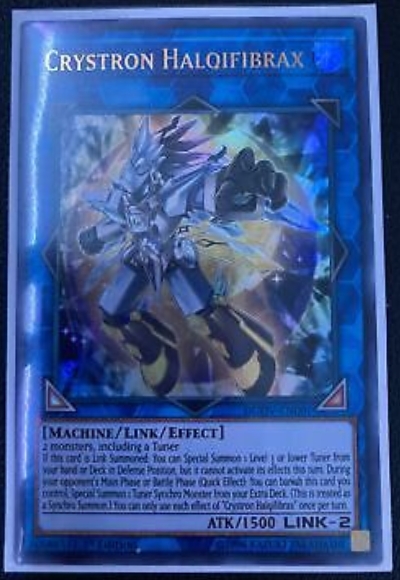 CRYSTRON HALQIFIBRAX
[MACHINE/LINK/EFFECT]
2 monsters, including a Tuner
If this card is Link Summoned: You can Special Summon 1 Level 3 or lower Tuner from
your hand or Deck in Defense Position, but it cannot activate its effects this turn. During
your opponent's Main Phase or Battle Phase (Quick Effect): You can banish this card you
control; Special Summon 1 Tuner Synchro Monster from your Extra Deck. (This is treated as
a Synchro Summon.) You can only use each effect of "Crystron Halqifibrax" once per turn.
ATK/1500 LINK-2